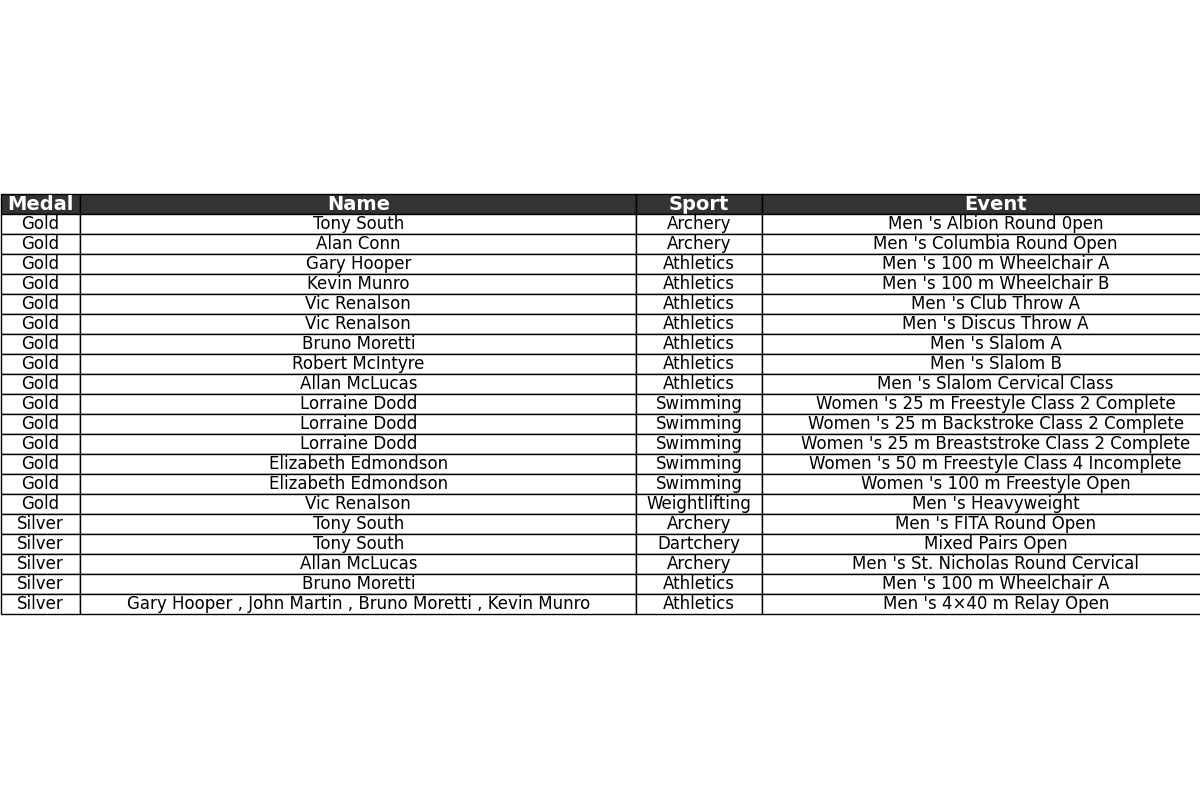 Medal Name Sport Event
Gold Tony South Archery Men 's Albion Round 0pen
Gold Alan Conn Archery Men 's Columbia Round Open
Gold Gary Hooper Athletics Men 's 100 m Wheelchair A
Gold Kevin Munro Athletics Men 's 100 m Wheelchair B
Gold Vic Renalson Athletics Men 's Club Throw A
Gold Vic Renalson Athletics Men 's Discus Throw A
Gold Bruno Moretti Athletics Men 's Slalom A
Gold Robert McIntyre Athletics Men 's Slalom B
Gold Allan McLucas Athletics Men 's Slalom Cervical Class
Gold Lorraine Dodd Swimming Women 's 25 m Freestyle Class 2 Complete
Gold Lorraine Dodd Swimming Women 's 25 m Backstroke Class 2 Complete
Gold Lorraine Dodd Swimming Women 's 25 m Breaststroke Class 2 Complete
Gold Elizabeth Edmondson Swimming Women 's 50 m Freestyle Class 4 Incomplete
Gold Elizabeth Edmondson Swimming Women 's 100 m Freestyle Open
Gold Vic Renalson Weightlifting Men 's Heavyweight
Silver Tony South Archery Men 's FITA Round Open
Silver Tony South Dartchery Mixed Pairs Open
Silver Allan McLucas Archery Men 's St. Nicholas Round Cervical
Silver Bruno Moretti Athletics Men 's 100 m Wheelchair A
Silver Gary Hooper , John Martin , Bruno Moretti , Kevin Munro Athletics Men 's 4×40 m Relay Open